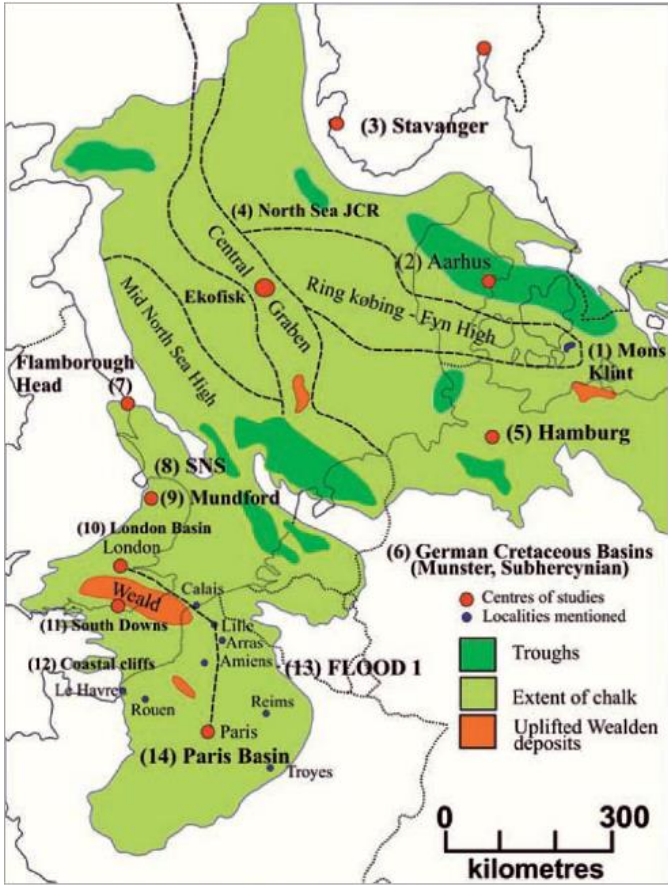 (3) Stavanger
(4) North Sea JCR
Central
Graben
(2) Aarhus
Ekofisk
Ring købing - Fyn High
Mid North Sea High
(1) Møns
Klint
Flamborough
Head
(7)
(5) Hamburg
(8) SNS
(9) Mundford
(10) London Basin
London
(6) German Cretaceous Basins
(Munster, Subhercynian)
Weald
Calais
(11) South Downs
Lille
Arras
Amiens
(12) Coastal cliffs
(13) FLOOD 1
Le Havre
Rouen
Reims
Paris
(14) Paris Basin
Troyes
Centres of studies
Localities mentioned
Troughs
Extent of chalk
Uplifted Wealden
deposits
0 300
kilometres